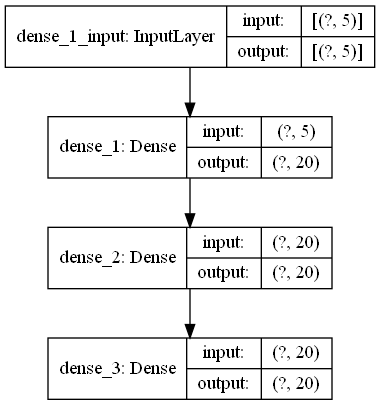 dense_1_input: InputLayer
input: [(?, 5)]
output: [(?, 5)]
dense_1: Dense
input: (?, 5)
output: (?, 20)
dense_2: Dense
input: (?, 20)
output: (?, 20)
dense_3: Dense
input: (?, 20)
output: (?, 20)